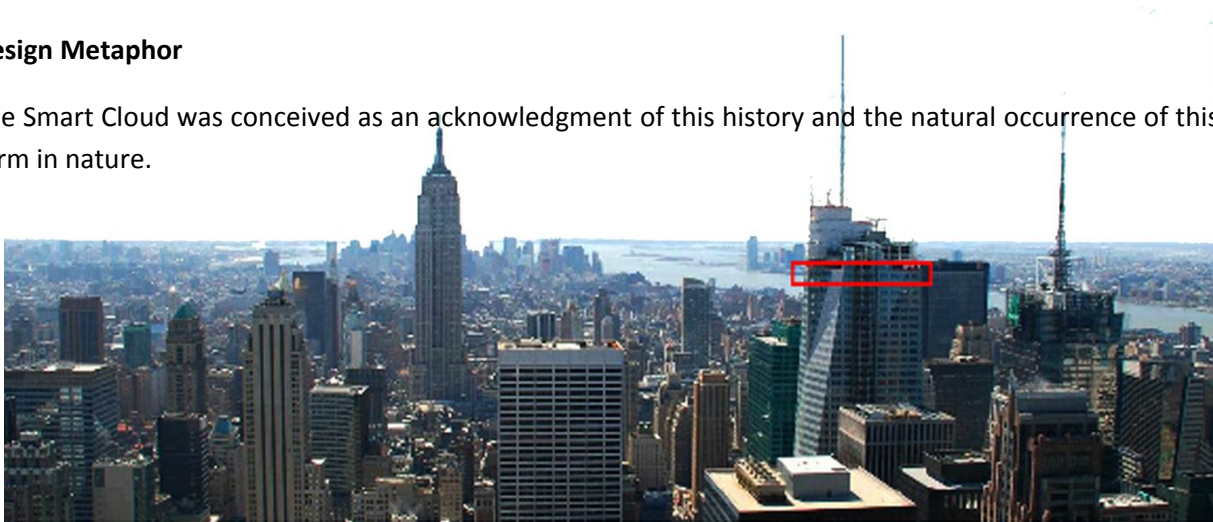 esign Metaphor
e Smart Cloud was conceived as an acknowledgment of this history and the natural occurrence of this
rm in nature.